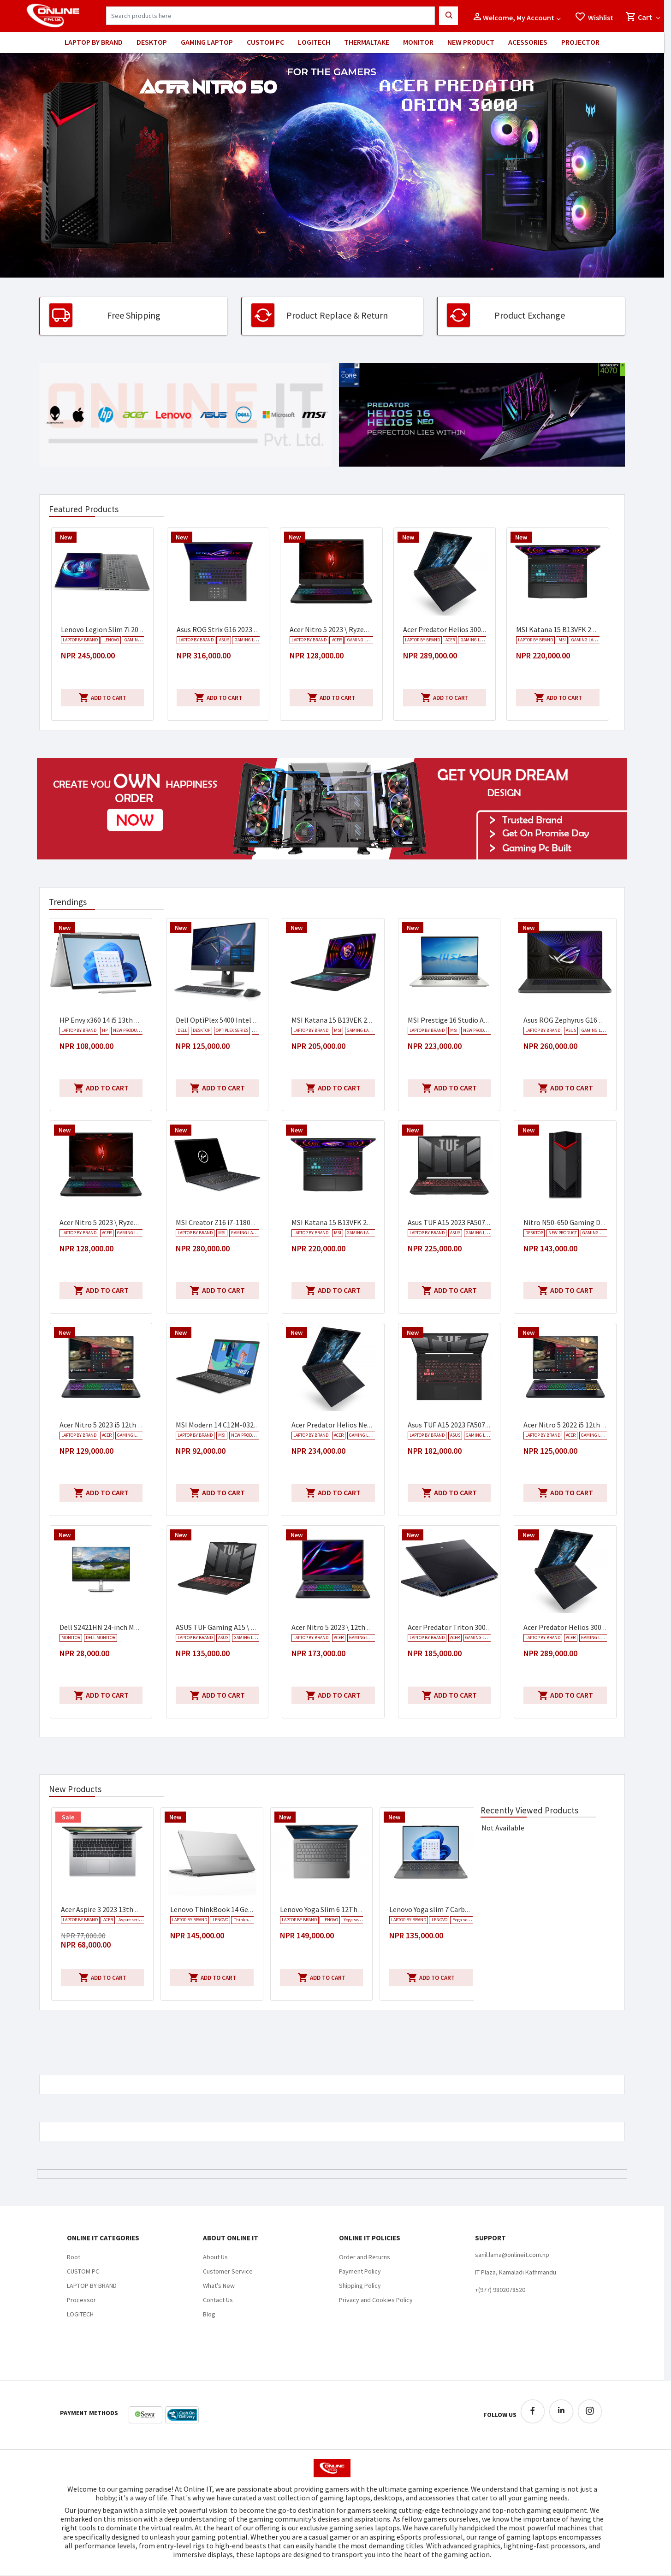 ONLINE
Search products here
Welcome, My Account
Wishlist
Cart
LAPTOP BY BRAND
DESKTOP
GAMING LAPTOP
CUSTOM PC
LOGITECH
THERMALTAKE
MONITOR
NEW PRODUCT
ACESSORIES
PROJECTOR
FOR THE GAMERS
ACER NITRO 50
ACER PREDATOR
ORION 3000
Free Shipping
Product Replace & Return
Product Exchange
ONLINE IT
Pvt. Ltd.
hp acer Lenovo ASUS DELL Microsoft msi
CORE
4070
PREDATOR
HELIOS 16
HELIOS NEO
PERFECTION LIES WITHIN
Featured Products
New
Lenovo Legion Slim 7i 20...
LAPTOP BY BRAND LENOVO GAMIN...
NPR 245,000.00
ADD TO CART
New
Asus ROG Strix G16 2023 ...
LAPTOP BY BRAND ASUS GAMING L...
NPR 316,000.00
ADD TO CART
New
Acer Nitro 5 2023 \ Ryze...
LAPTOP BY BRAND ACER GAMING L...
NPR 128,000.00
ADD TO CART
New
Acer Predator Helios 300...
LAPTOP BY BRAND ACER GAMING L...
NPR 289,000.00
ADD TO CART
New
MSI Katana 15 B13VFK 2...
LAPTOP BY BRAND MSI GAMING LA...
NPR 220,000.00
ADD TO CART
CREATE YOU OWN HAPPINESS
ORDER
NOW
GET YOUR DREAM
DESIGN
Trusted Brand
Get On Promise Day
Gaming Pc Built
Trendings
New
HP Envy x360 14 i5 13th ...
LAPTOP BY BRAND HP NEW PRODU...
NPR 108,000.00
ADD TO CART
New
Dell OptiPlex 5400 Intel ...
DELL DESKTOP OPTIPLEX SERIES
NPR 125,000.00
ADD TO CART
New
MSI Katana 15 B13VEK 2...
LAPTOP BY BRAND MSI GAMING LA...
NPR 205,000.00
ADD TO CART
New
MSI Prestige 16 Studio A...
LAPTOP BY BRAND MSI NEW PROD...
NPR 223,000.00
ADD TO CART
New
Asus ROG Zephyrus G16 ...
LAPTOP BY BRAND ASUS GAMING L...
NPR 260,000.00
ADD TO CART
New
Acer Nitro 5 2023 \ Ryze...
LAPTOP BY BRAND ACER GAMING L...
NPR 128,000.00
ADD TO CART
New
MSI Creator Z16 i7-1180...
LAPTOP BY BRAND MSI GAMING LA...
NPR 280,000.00
ADD TO CART
New
MSI Katana 15 B13VFK 2...
LAPTOP BY BRAND MSI GAMING LA...
NPR 220,000.00
ADD TO CART
New
TUF
Asus TUF A15 2023 FA507...
LAPTOP BY BRAND ASUS GAMING L...
NPR 225,000.00
ADD TO CART
New
Nitro N50-650 Gaming D...
DESKTOP NEW PRODUCT GAMING ...
NPR 143,000.00
ADD TO CART
New
Acer Nitro 5 2023 i5 12th ...
LAPTOP BY BRAND ACER GAMING L...
NPR 129,000.00
ADD TO CART
New
MSI Modern 14 C12M-032...
LAPTOP BY BRAND MSI NEW PROD...
NPR 92,000.00
ADD TO CART
New
Acer Predator Helios Ne...
LAPTOP BY BRAND ACER GAMING L...
NPR 234,000.00
ADD TO CART
New
TUF
Asus TUF A15 2023 FA507...
LAPTOP BY BRAND ASUS GAMING L...
NPR 182,000.00
ADD TO CART
New
Acer Nitro 5 2022 i5 12th ...
LAPTOP BY BRAND ACER GAMING L...
NPR 125,000.00
ADD TO CART
New
Dell S2421HN 24-inch M...
MONITOR DELL MONITOR
NPR 28,000.00
ADD TO CART
New
TUF
ASUS TUF Gaming A15 \ ...
LAPTOP BY BRAND ASUS GAMING L...
NPR 135,000.00
ADD TO CART
New
Acer Nitro 5 2023 \ 12th ...
LAPTOP BY BRAND ACER GAMING L...
NPR 173,000.00
ADD TO CART
New
Acer Predator Triton 300...
LAPTOP BY BRAND ACER GAMING L...
NPR 185,000.00
ADD TO CART
New
Acer Predator Helios 300...
LAPTOP BY BRAND ACER GAMING L...
NPR 289,000.00
ADD TO CART
New Products
Sale
Acer Aspire 3 2023 13th ...
LAPTOP BY BRAND ACER Aspire seri...
NPR 77,000.00
NPR 68,000.00
ADD TO CART
New
Lenovo ThinkBook 14 Ge...
LAPTOP BY BRAND LENOVO Thinkb...
NPR 145,000.00
ADD TO CART
New
Lenovo Yoga Slim 6 12Th...
LAPTOP BY BRAND LENOVO Yoga se...
NPR 149,000.00
ADD TO CART
New
Lenovo Yoga slim 7 Carb...
LAPTOP BY BRAND LENOVO Yoga se...
NPR 135,000.00
ADD TO CART
Recently Viewed Products
Not Available
ONLINE IT CATEGORIES
Root
CUSTOM PC
LAPTOP BY BRAND
Processor
LOGITECH
ABOUT ONLINE IT
About Us
Customer Service
What's New
Contact Us
Blog
ONLINE IT POLICIES
Order and Returns
Payment Policy
Shipping Policy
Privacy and Cookies Policy
SUPPORT
sanil.lama@onlineit.com.np
IT Plaza, Kamaladi Kathmandu
+(977) 9802078520
PAYMENT METHODS
eSewa
Cash On Delivery
FOLLOW US
ONLINE
Welcome to our gaming paradise! At Online IT, we are passionate about providing gamers with the ultimate gaming experience. We understand that gaming is not just a
hobby; it's a way of life. That's why we have curated a vast collection of gaming laptops, desktops, and accessories that cater to all your gaming needs.
Our journey began with a simple yet powerful vision: to become the go-to destination for gamers seeking cutting-edge technology and top-notch gaming equipment. We
embarked on this mission with a deep understanding of the gaming community's desires and aspirations. As fellow gamers ourselves, we know the importance of having the
right tools to dominate the virtual realm. At the heart of our offering is our exclusive gaming series laptops. We have carefully handpicked the most powerful machines that
are specifically designed to unleash your gaming potential. Whether you are a casual gamer or an aspiring eSports professional, our range of gaming laptops encompasses
all performance levels, from entry-level rigs to high-end beasts that can easily handle the most demanding titles. With advanced graphics, lightning-fast processors, and
immersive displays, these laptops are designed to transport you into the heart of the gaming action.